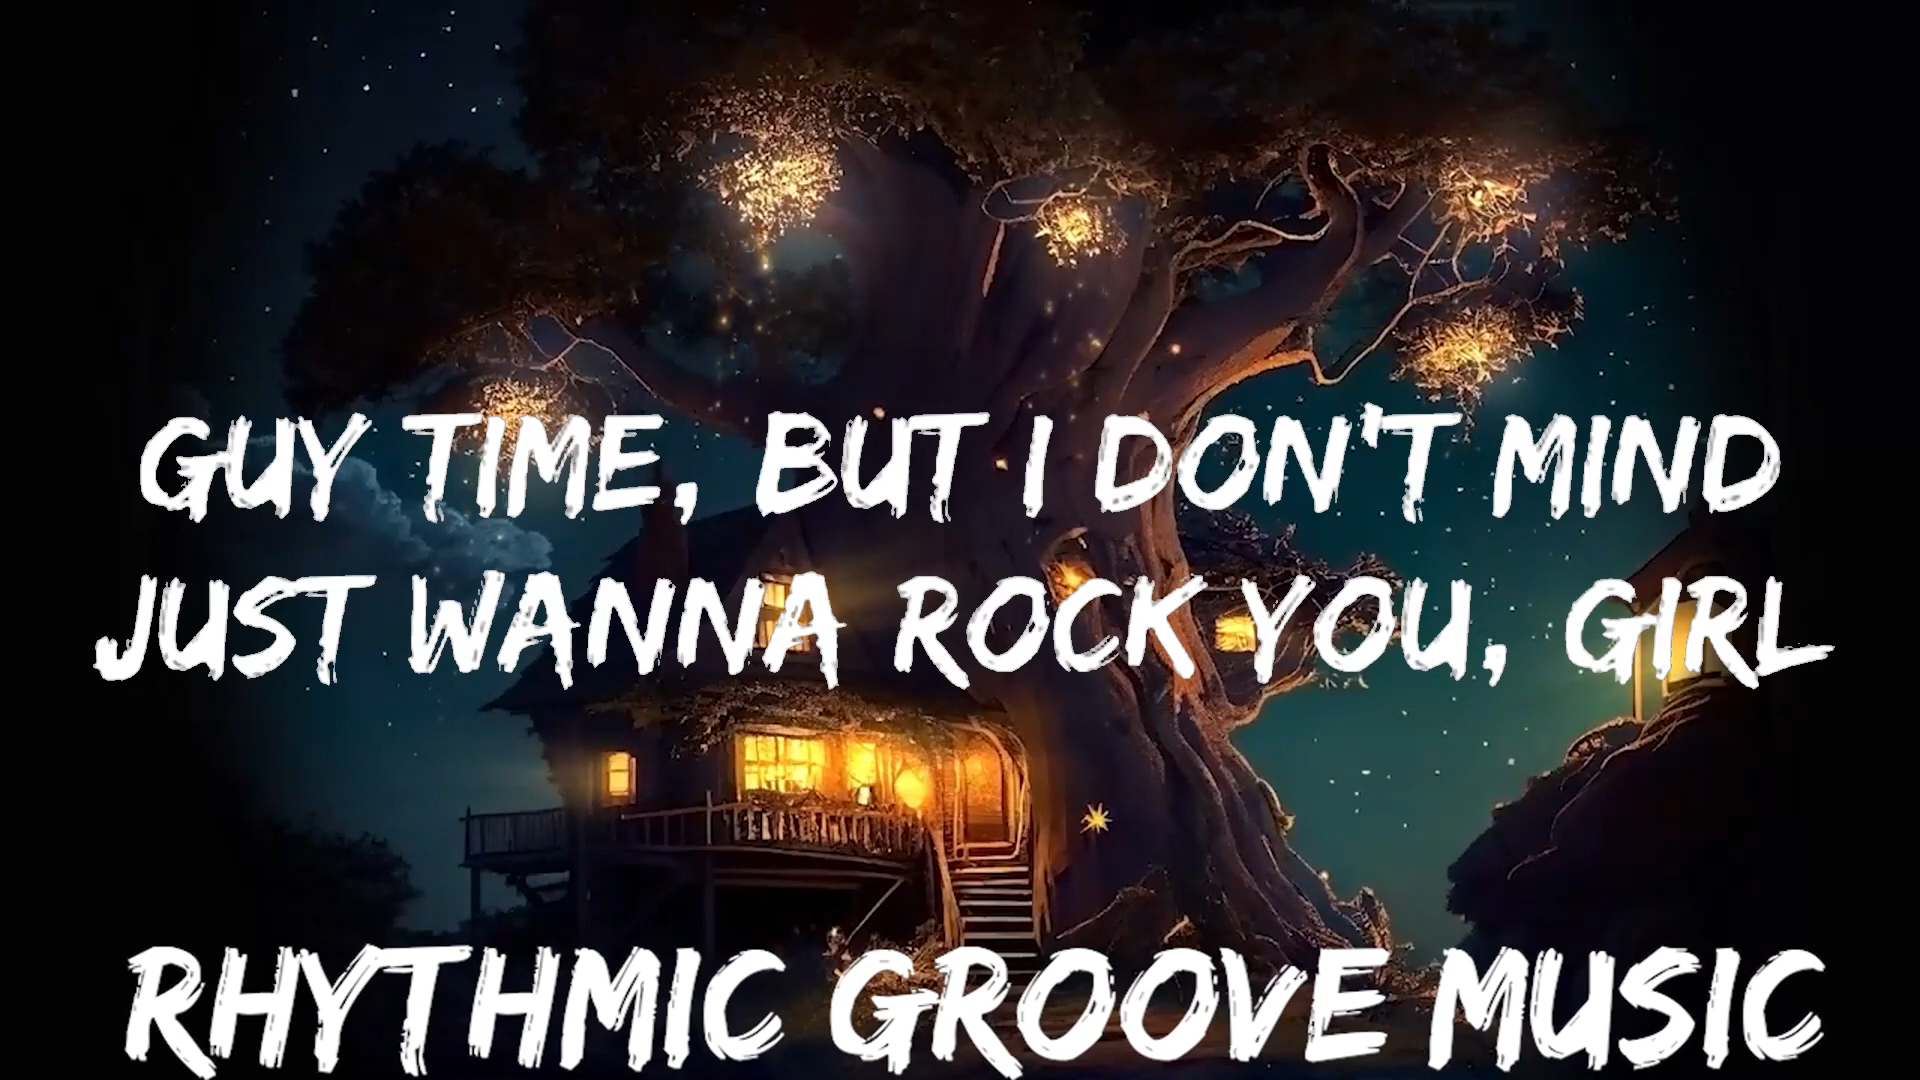 GUY TIME, BUT I DON'T MIND
JUST WANNA ROCK YOU, GIRL
RHYTHMIC GROOVE MUSIC